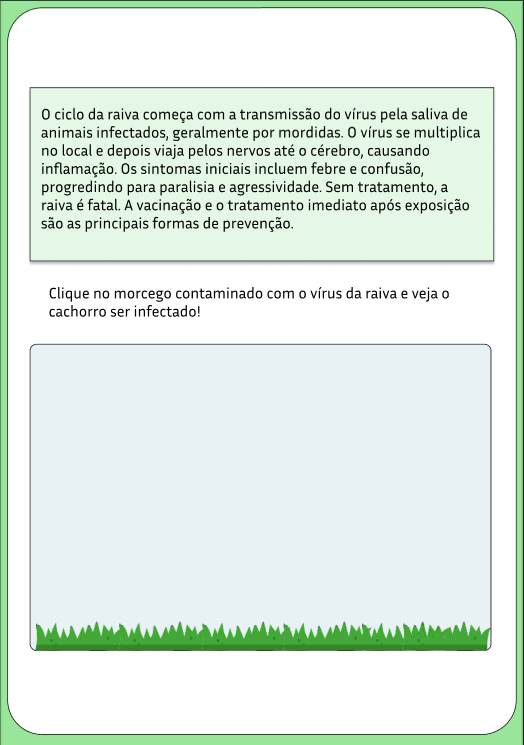 O ciclo da raiva começa com a transmissão do vírus pela saliva de
animais infectados, geralmente por mordidas. O vírus se multiplica
no local e depois viaja pelos nervos até o cérebro, causando
inflamação. Os sintomas iniciais incluem febre e confusão,
progredindo para paralisia e agressividade. Sem tratamento, a
raiva é fatal. A vacinação e o tratamento imediato após exposição
são as principais formas de prevenção.
Clique no morcego contaminado com o vírus da raiva e veja o
cachorro ser infectado!